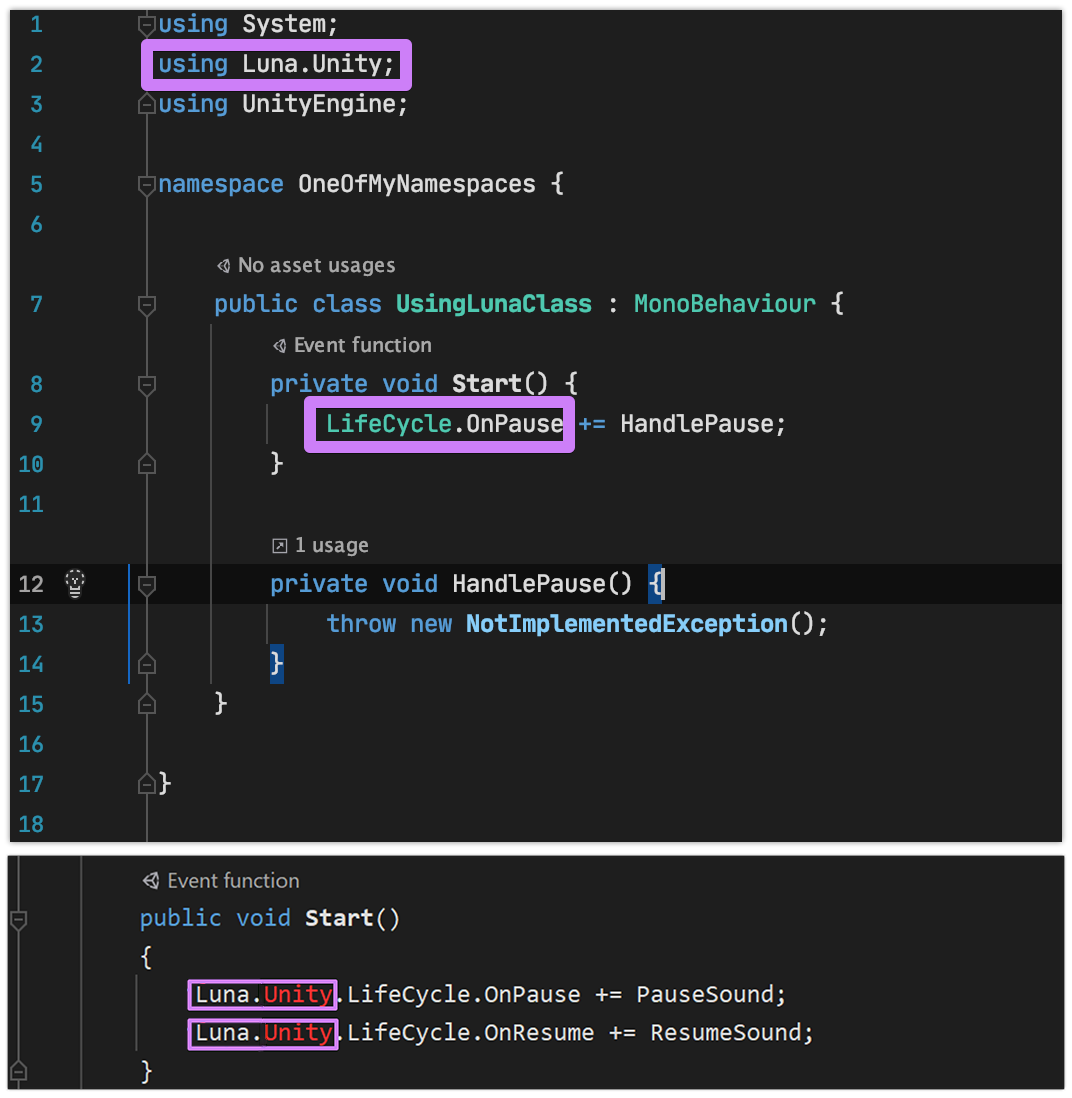 1 using System;
2 using Luna.Unity;
3 using UnityEngine;
4
5 namespace OneOfMyNamespaces {
6
No asset usages
7 public class UsingLunaClass : MonoBehaviour {
Event function
8 private void Start() {
9 LifeCycle.OnPause += HandlePause;
10 }
11
1 usage
12 private void HandlePause() {
13 throw new NotImplementedException();
14 }
15 }
16
17 }
18
Event function
public void Start()
{
Luna.Unity.LifeCycle.OnPause += PauseSound;
Luna.Unity.LifeCycle.OnResume += ResumeSound;
}